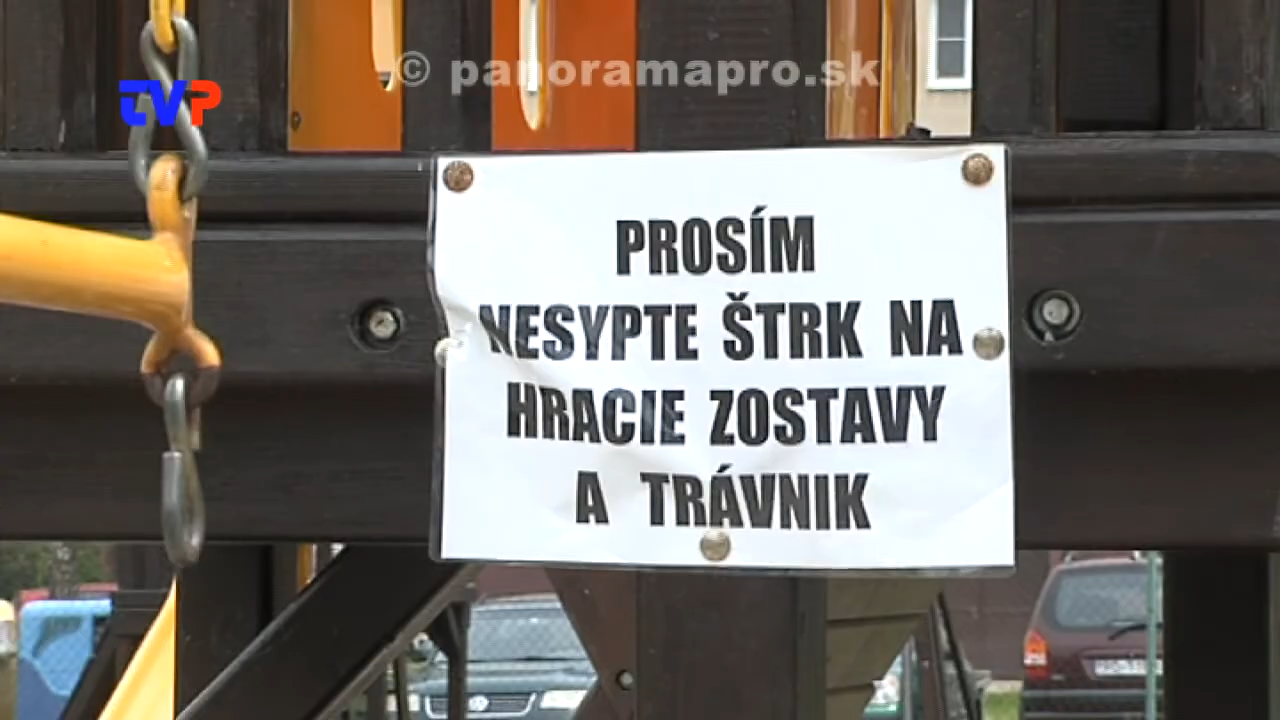 © panoramapro.sk
TVP
PROSÍM
NESYPTE ŠTRK NA
HRACIE ZOSTAVY
A TRÁVNIK